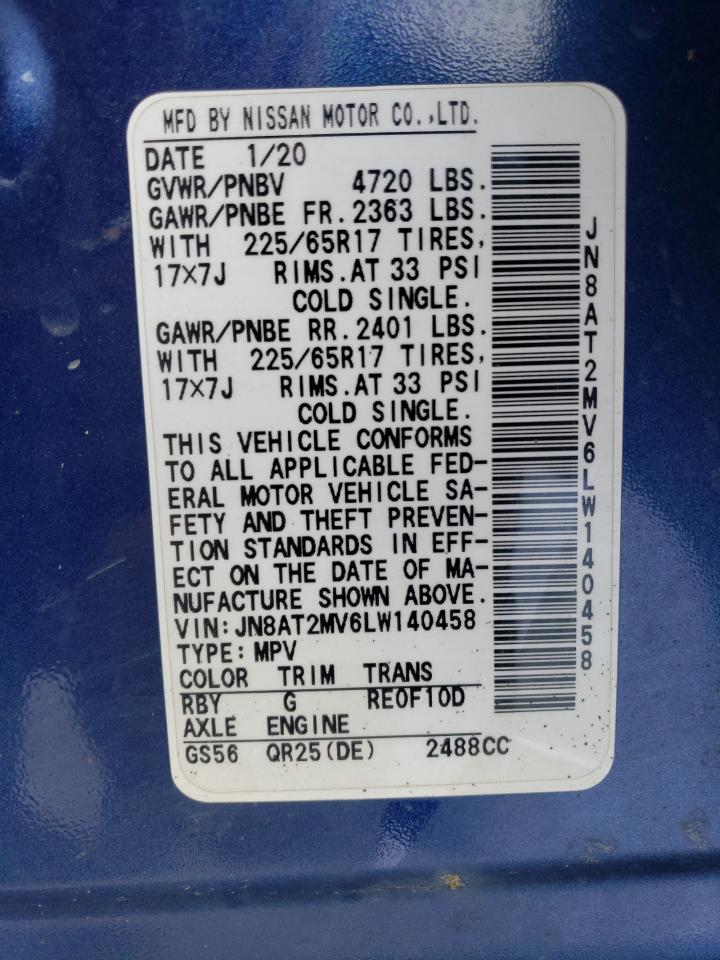 MFD BY NISSAN MOTOR CO.,LTD.
DATE 1/20
GVWR/PNBV 4720 LBS.
GAWR/PNBE FR.2363 LBS.
WITH 225/65R17 TIRES,
17×7J RIMS.AT 33 PSI
COLD SINGLE.
GAWR/PNBE RR.2401 LBS.
WITH 225/65R17 TIRES,
17×7J RIMS.AT 33 PSI
COLD SINGLE.
THIS VEHICLE CONFORMS
TO ALL APPLICABLE FED-
ERAL MOTOR VEHICLE SA-
FETY AND THEFT PREVEN-
TION STANDARDS IN EFF-
ECT ON THE DATE OF MA-
NUFACTURE SHOWN ABOVE.
VIN:JN8AT2MV6LW140458
TYPE:MPV
COLOR TRIM TRANS
RBY G RE0F10D
AXLE ENGINE
GS56 QR25(DE) 2488CC
JN8AT2MV6LW140458